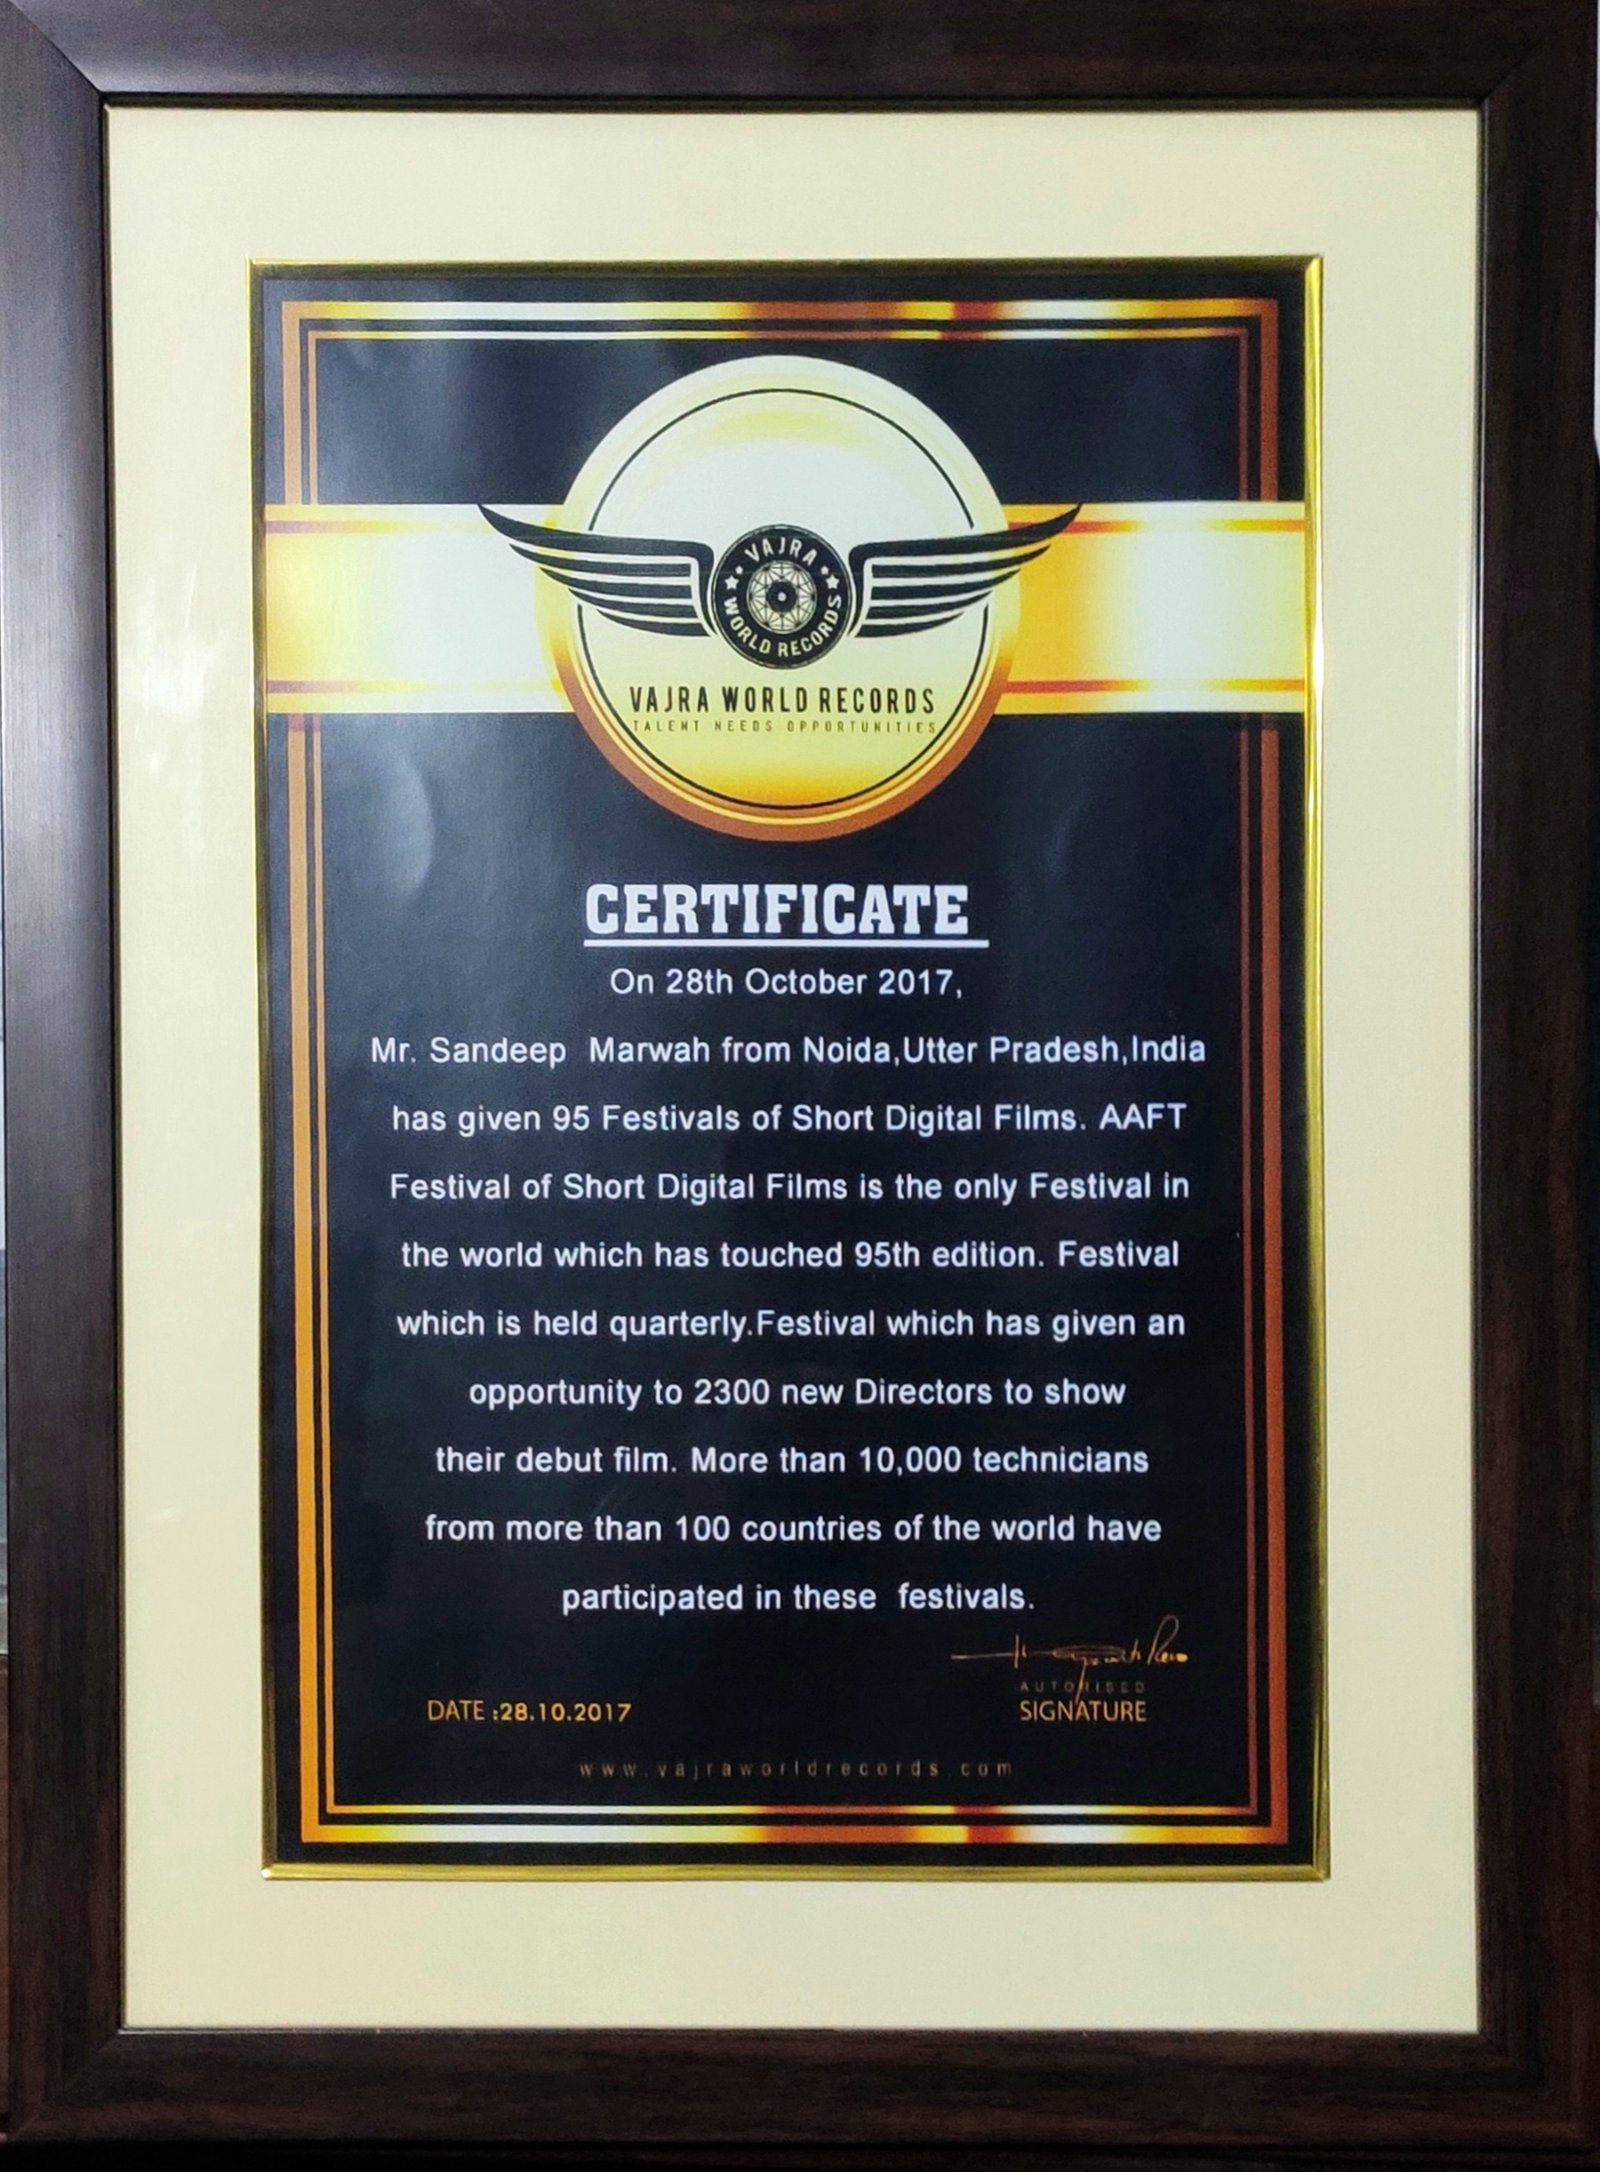 VAJRA
WORLD RECORDS
VAJRA WORLD RECORDS
TALENT NEEDS OPPORTUNITIES
CERTIFICATE
On 28th October 2017,
Mr. Sandeep Marwah from Noida,Utter Pradesh,India
has given 95 Festivals of Short Digital Films. AAFT
Festival of Short Digital Films is the only Festival in
the world which has touched 95th edition. Festival
which is held quarterly.Festival which has given an
opportunity to 2300 new Directors to show
their debut film. More than 10,000 technicians
from more than 100 countries of the world have
participated in these festivals.
AUTORISED
DATE :28.10.2017 SIGNATURE
www.vajraworldrecords.com